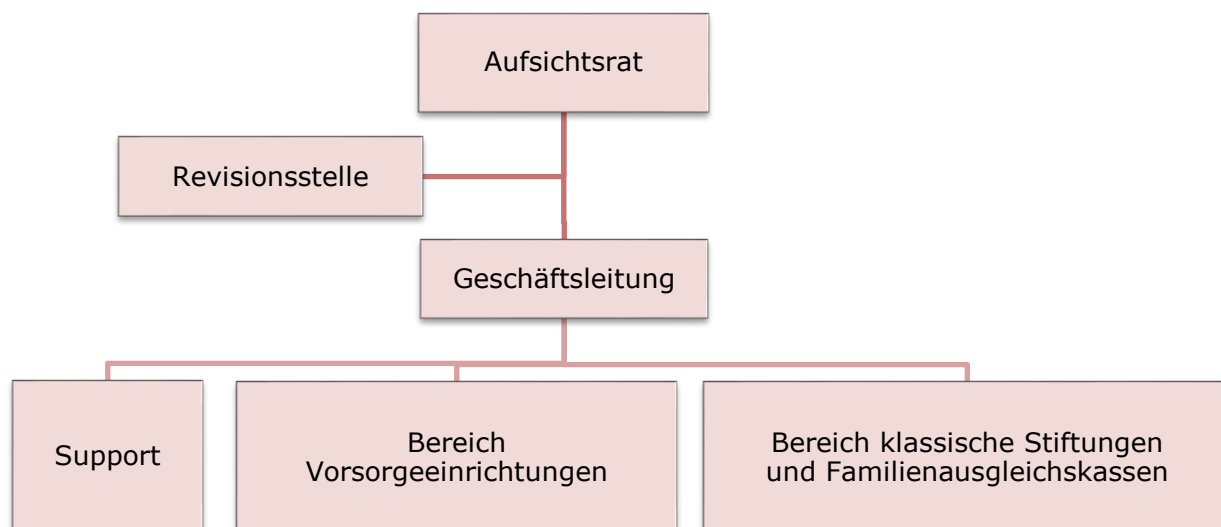 Aufsichtsrat
Revisionsstelle
Geschäftsleitung
Support
Bereich
Vorsorgeeinrichtungen
Bereich klassische Stiftungen
und Familienausgleichskassen